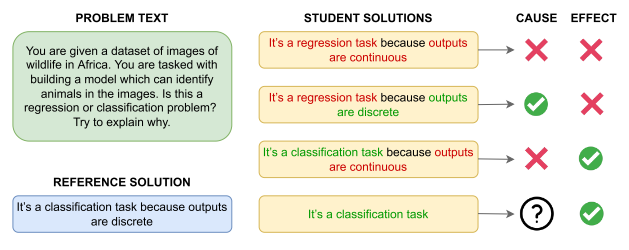 PROBLEM TEXT
You are given a dataset of images of
wildlife in Africa. You are tasked with
building a model which can identify
animals in the images. Is this a
regression or classification problem?
Try to explain why.
REFERENCE SOLUTION
It's a classification task because outputs
are discrete
STUDENT SOLUTIONS
CAUSE
EFFECT
It's a regression task because outputs
are continuous
It's a regression task because outputs
are discrete
It's a classification task because outputs
are continuous
It's a classification task
?